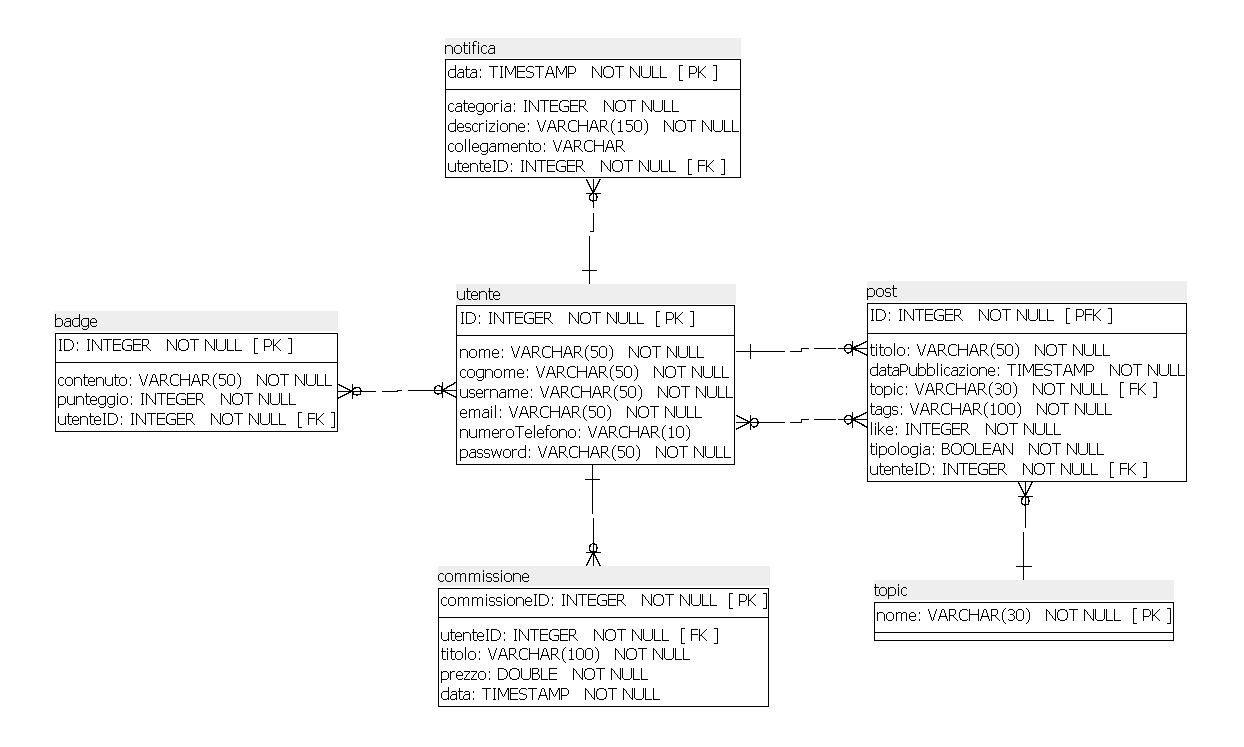 notifica
data: TIMESTAMP NOT NULL [ PK ]
categoria: INTEGER NOT NULL
descrizione: VARCHAR(150) NOT NULL
collegamento: VARCHAR
utenteID: INTEGER NOT NULL [ FK ]
badge
ID: INTEGER NOT NULL [ PK ]
contenuto: VARCHAR(50) NOT NULL
punteggio: INTEGER NOT NULL
utenteID: INTEGER NOT NULL [ FK ]
utente
ID: INTEGER NOT NULL [ PK ]
nome: VARCHAR(50) NOT NULL
cognome: VARCHAR(50) NOT NULL
username: VARCHAR(50) NOT NULL
email: VARCHAR(50) NOT NULL
numeroTelefono: VARCHAR(10)
password: VARCHAR(50) NOT NULL
post
ID: INTEGER NOT NULL [ PFK ]
titolo: VARCHAR(50) NOT NULL
dataPubblicazione: TIMESTAMP NOT NULL
topic: VARCHAR(30) NOT NULL [ FK ]
tags: VARCHAR(100) NOT NULL
like: INTEGER NOT NULL
tipologia: BOOLEAN NOT NULL
utenteID: INTEGER NOT NULL [ FK ]
commissione
commissioneID: INTEGER NOT NULL [ PK ]
utenteID: INTEGER NOT NULL [ FK ]
titolo: VARCHAR(100) NOT NULL
prezzo: DOUBLE NOT NULL
data: TIMESTAMP NOT NULL
topic
nome: VARCHAR(30) NOT NULL [ PK ]